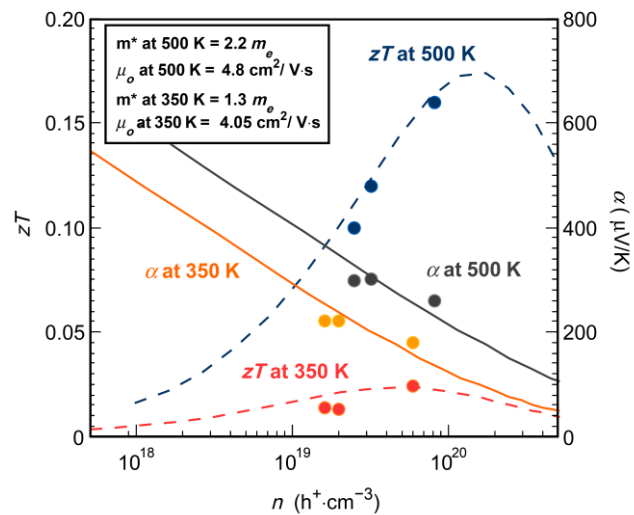 0.20
0.15
0.10
0.05
0
zT
800
600
400
200
0
α ( μV/K)
m* at 500 K = 2.2 mₑ
μₒ at 500 K = 4.8 cm²/ V·s
m* at 350 K = 1.3 mₑ
μₒ at 350 K = 4.05 cm²/ V·s
zT at 500 K
α at 350 K
α at 500 K
zT at 350 K
10¹⁸
10¹⁹
10²⁰
n (h⁺·cm⁻³)